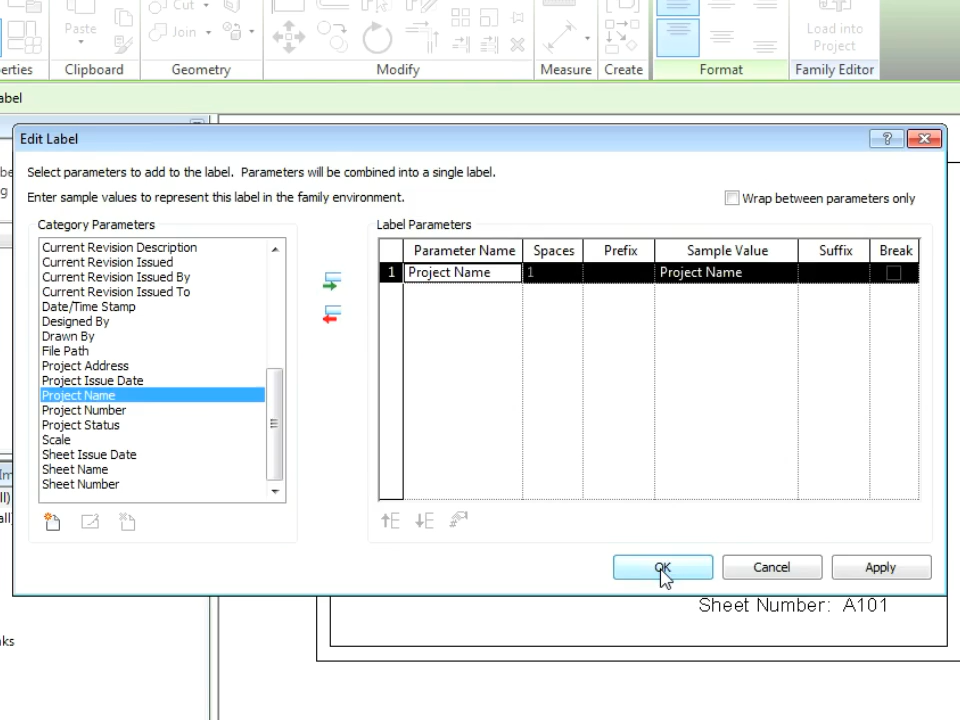 Cut
Paste
Join
Load into
Project
erties
Clipboard
Geometry
Modify
Measure
Create
Format
Family Editor
abel
Edit Label
?
Select parameters to add to the label. Parameters will be combined into a single label.
Enter sample values to represent this label in the family environment.
Wrap between parameters only
Category Parameters
Label Parameters
Current Revision Description
Current Revision Issued
Current Revision Issued By
Current Revision Issued To
Date/Time Stamp
Designed By
Drawn By
File Path
Project Address
Project Issue Date
Project Name
Project Number
Project Status
Scale
Sheet Issue Date
Sheet Name
Sheet Number
Parameter Name Spaces Prefix Sample Value Suffix Break
1 Project Name 1 Project Name
OK
Cancel
Apply
Sheet Number: A101
nks